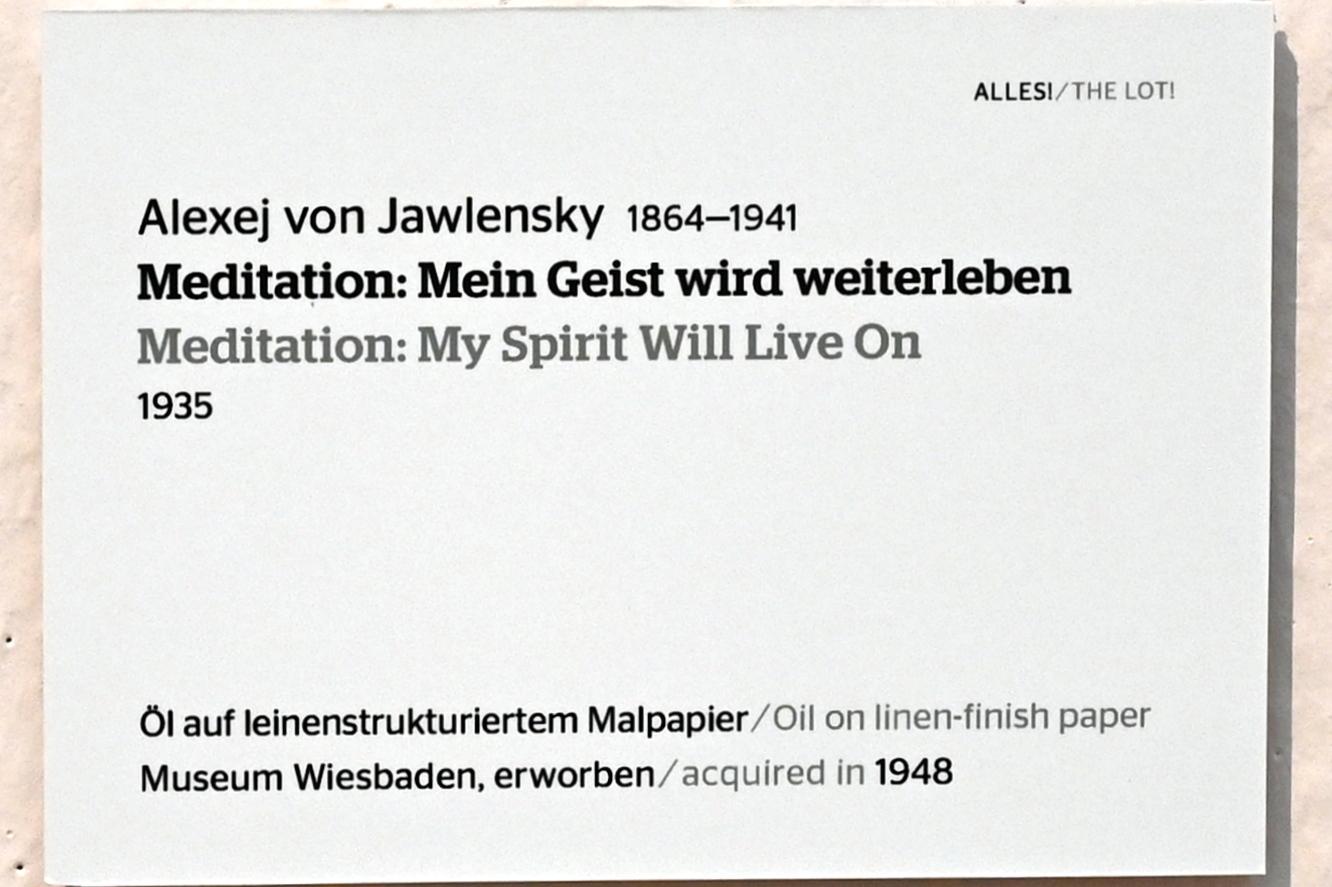 ALLES!/THE LOT!
Alexej von Jawlensky 1864–1941
Meditation: Mein Geist wird weiterleben
Meditation: My Spirit Will Live On
1935
Öl auf leinenstrukturiertem Malpapier/Oil on linen-finish paper
Museum Wiesbaden, erworben/acquired in 1948